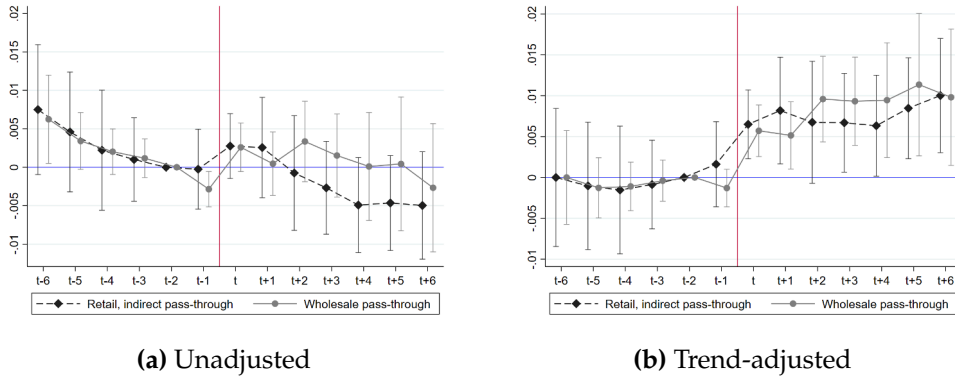 .02
.015
.01
.005
0
-.005
-.01
t-6 t-5 t-4 t-3 t-2 t-1 t t+1 t+2 t+3 t+4 t+5 t+6
Retail, indirect pass-through Wholesale pass-through
(a) Unadjusted
.02
.015
.01
.005
0
-.005
-.01
t-6 t-5 t-4 t-3 t-2 t-1 t t+1 t+2 t+3 t+4 t+5 t+6
Retail, indirect pass-through Wholesale pass-through
(b) Trend-adjusted